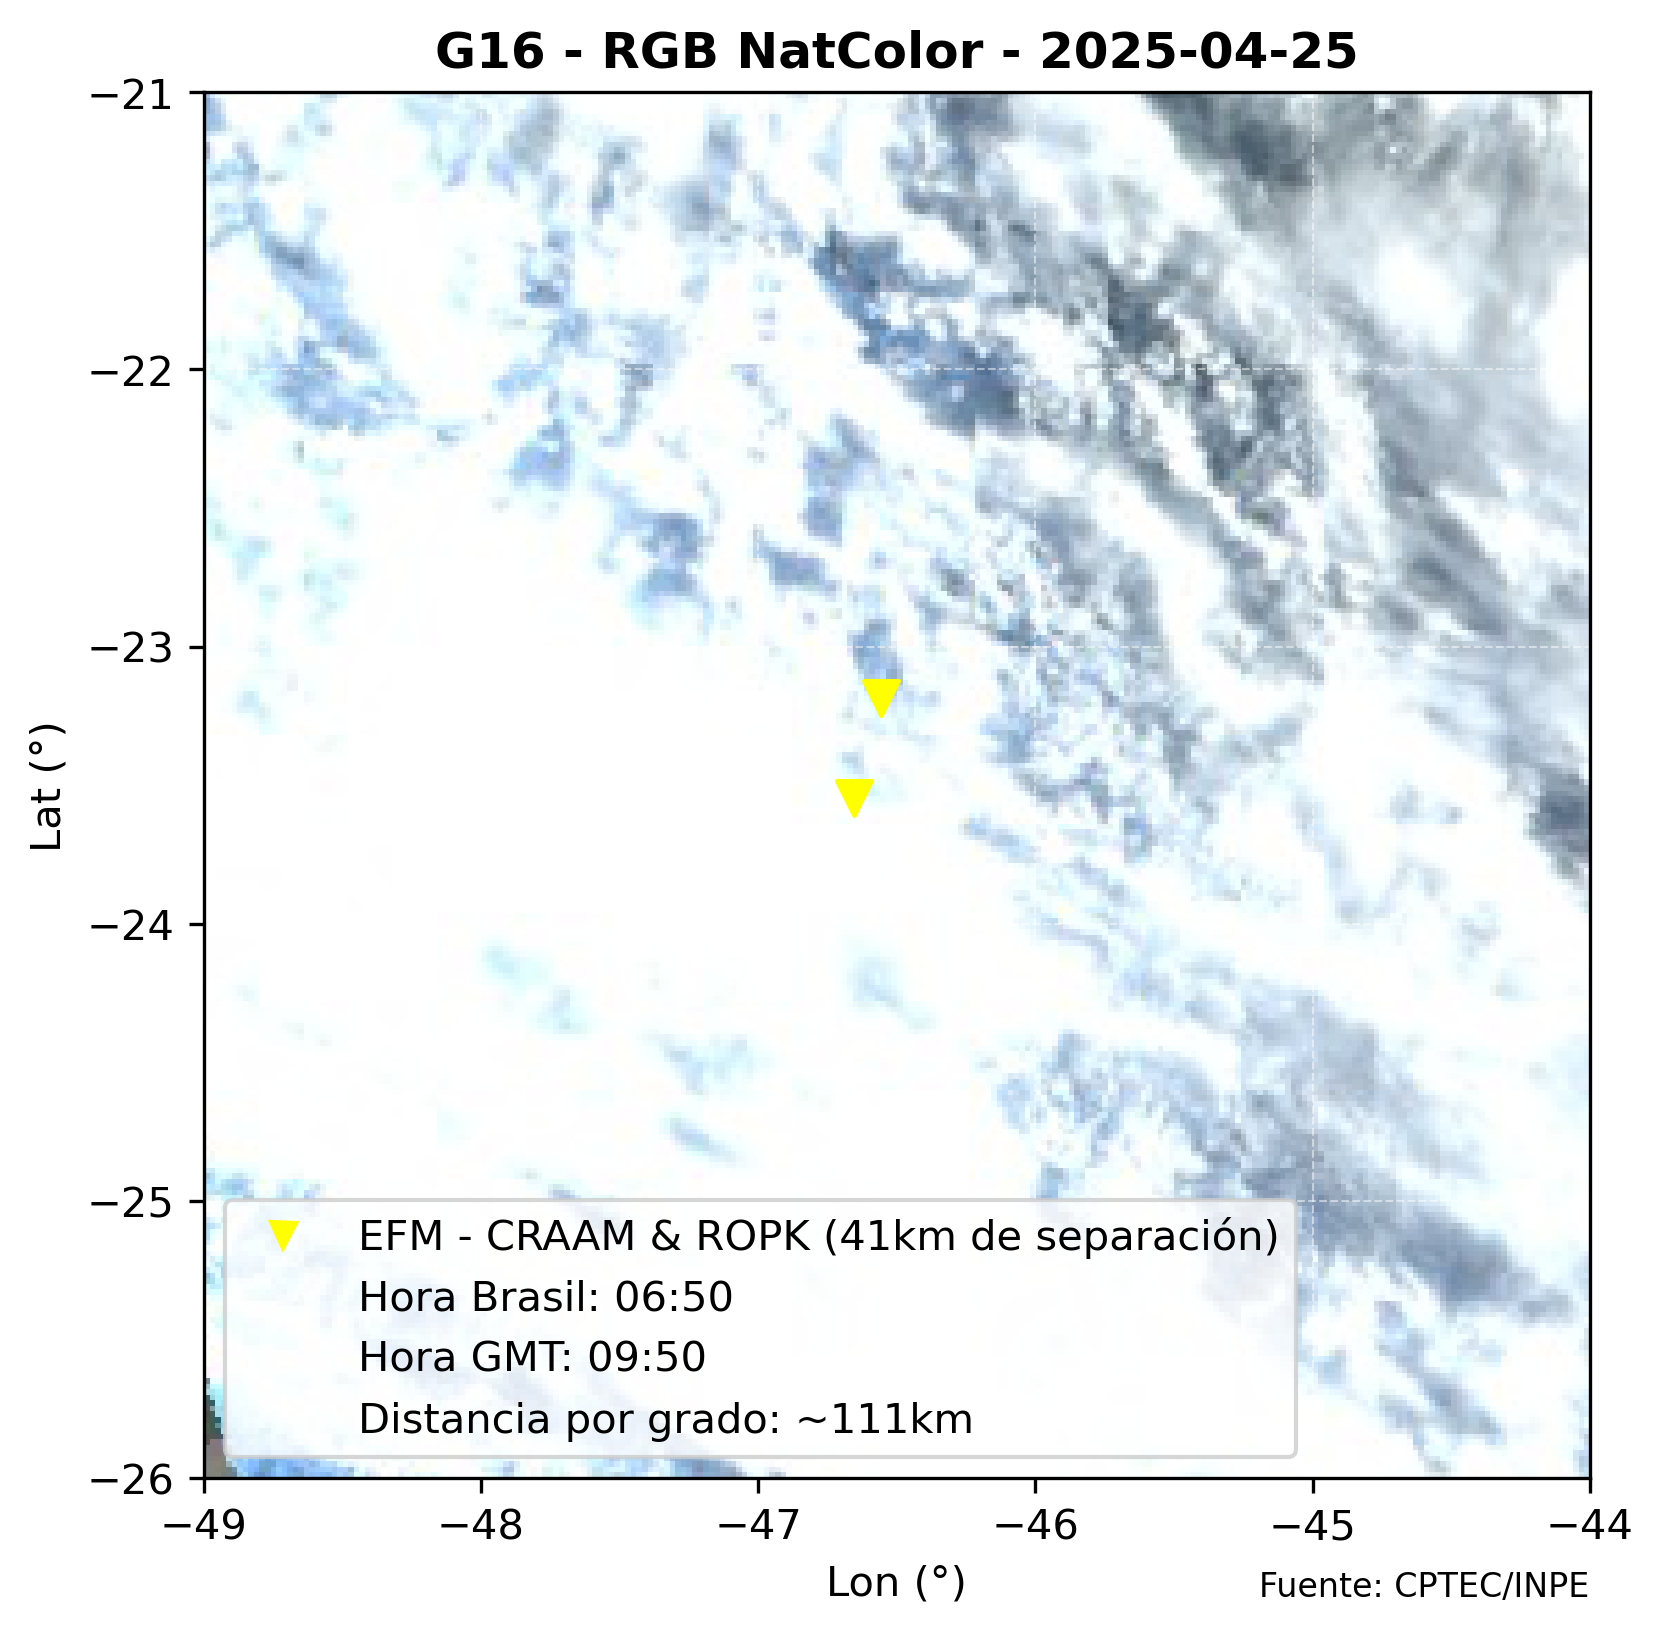 G16 - RGB NatColor - 2025-04-25
−21
−22
−23
−24
−25
−26
Lat (°)
EFM - CRAAM & ROPK (41km de separación)
Hora Brasil: 06:50
Hora GMT: 09:50
Distancia por grado: ~111km
−49 −48 −47 −46 −45 −44
Lon (°)
Fuente: CPTEC/INPE